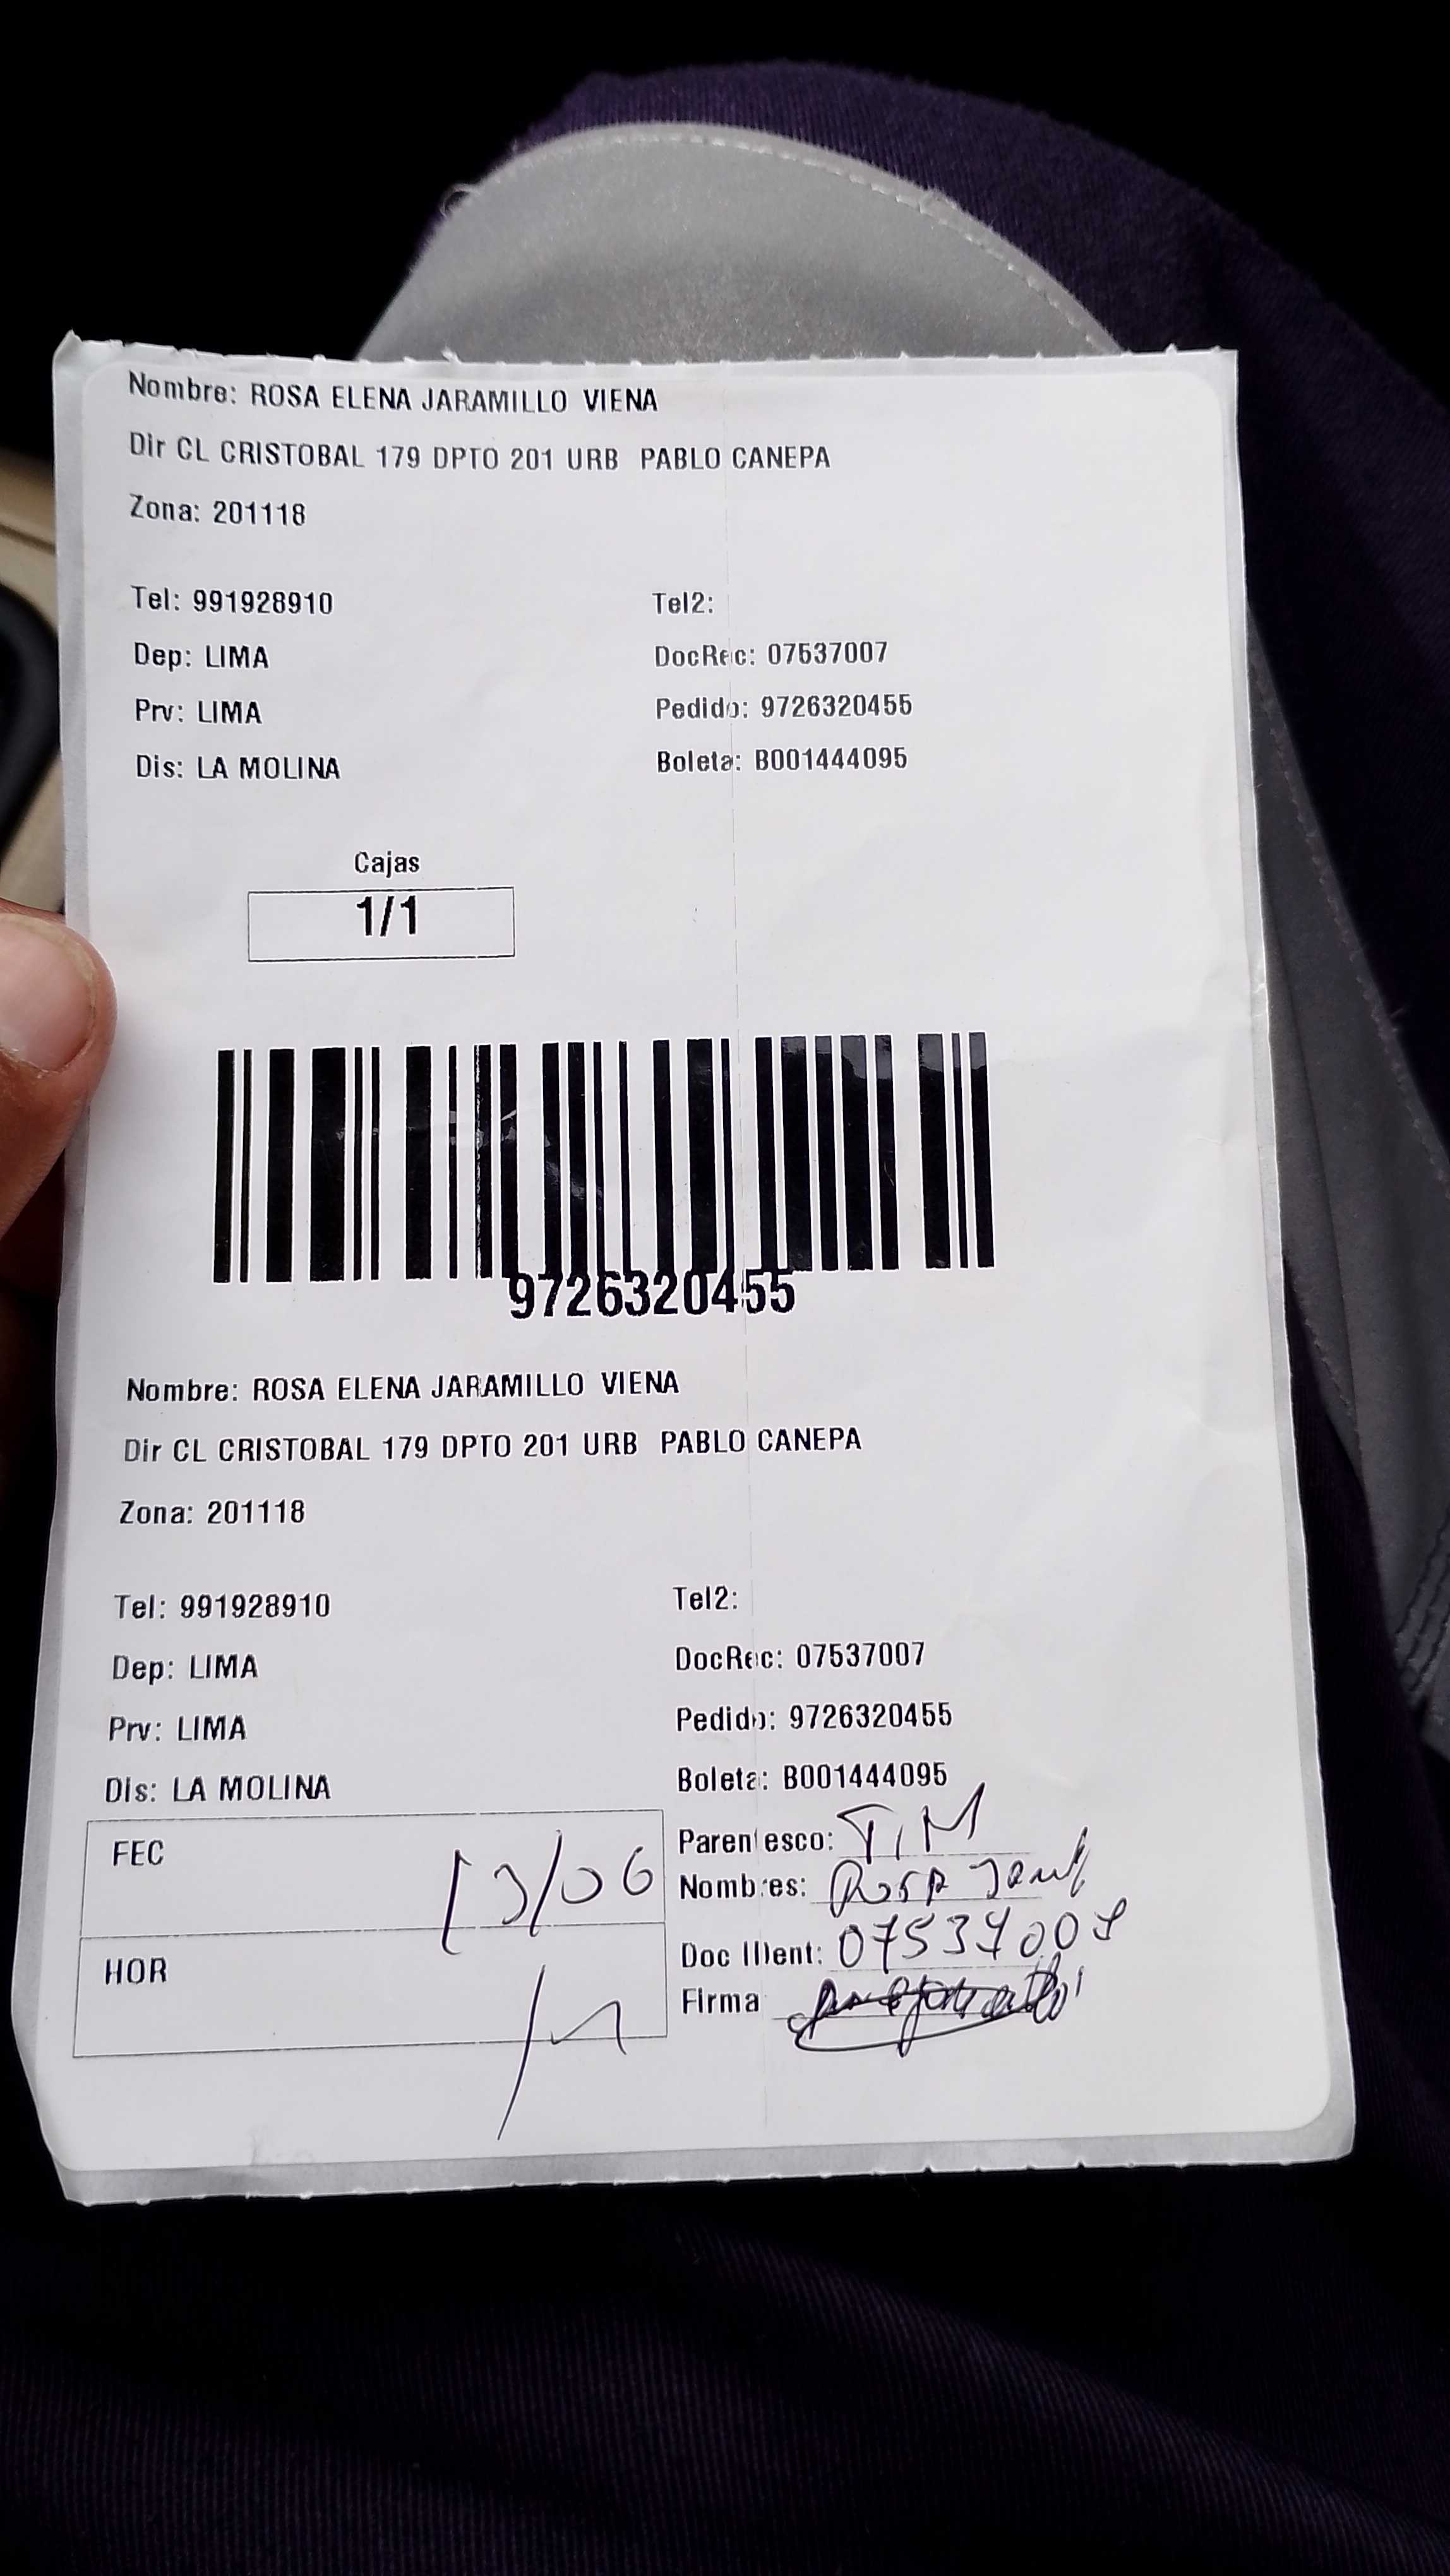 Nombre: ROSA ELENA JARAMILLO VIENA
Dir CL CRISTOBAL 179 DPTO 201 URB PABLO CANEPA
Zona: 201118
Tel: 991928910 Tel2:
Dep: LIMA DocRec: 07537007
Prv: LIMA Pedido: 9726320455
Dis: LA MOLINA Boleta: B001444095
Cajas
1/1
9726320455
Nombre: ROSA ELENA JARAMILLO VIENA
Dir CL CRISTOBAL 179 DPTO 201 URB PABLO CANEPA
Zona: 201118
Tel: 991928910 Tel2:
Dep: LIMA DocRec: 07537007
Prv: LIMA Pedido: 9726320455
Dis: LA MOLINA Boleta: B001444095
FEC 13/06 Parentesco: TIM
Nombres: Rosa
HOR Doc Ident: 07537007
Firma